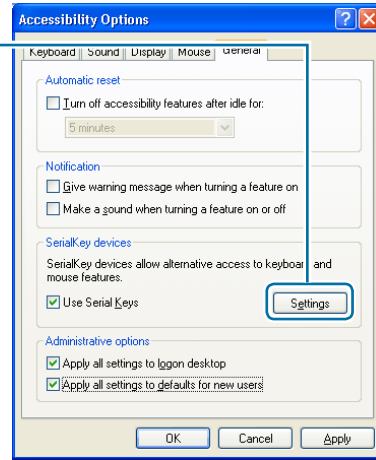 Accessibility Options
Keyboard Sound Display Mouse General
Automatic reset
Turn off accessibility features after idle for:
5 minutes
Notification
Give warning message when turning a feature on
Make a sound when turning a feature on or off
SerialKey devices
SerialKey devices allow alternative access to keyboard and
mouse features.
Use Serial Keys
Settings
Administrative options
Apply all settings to logon desktop
Apply all settings to defaults for new users
OK Cancel Apply